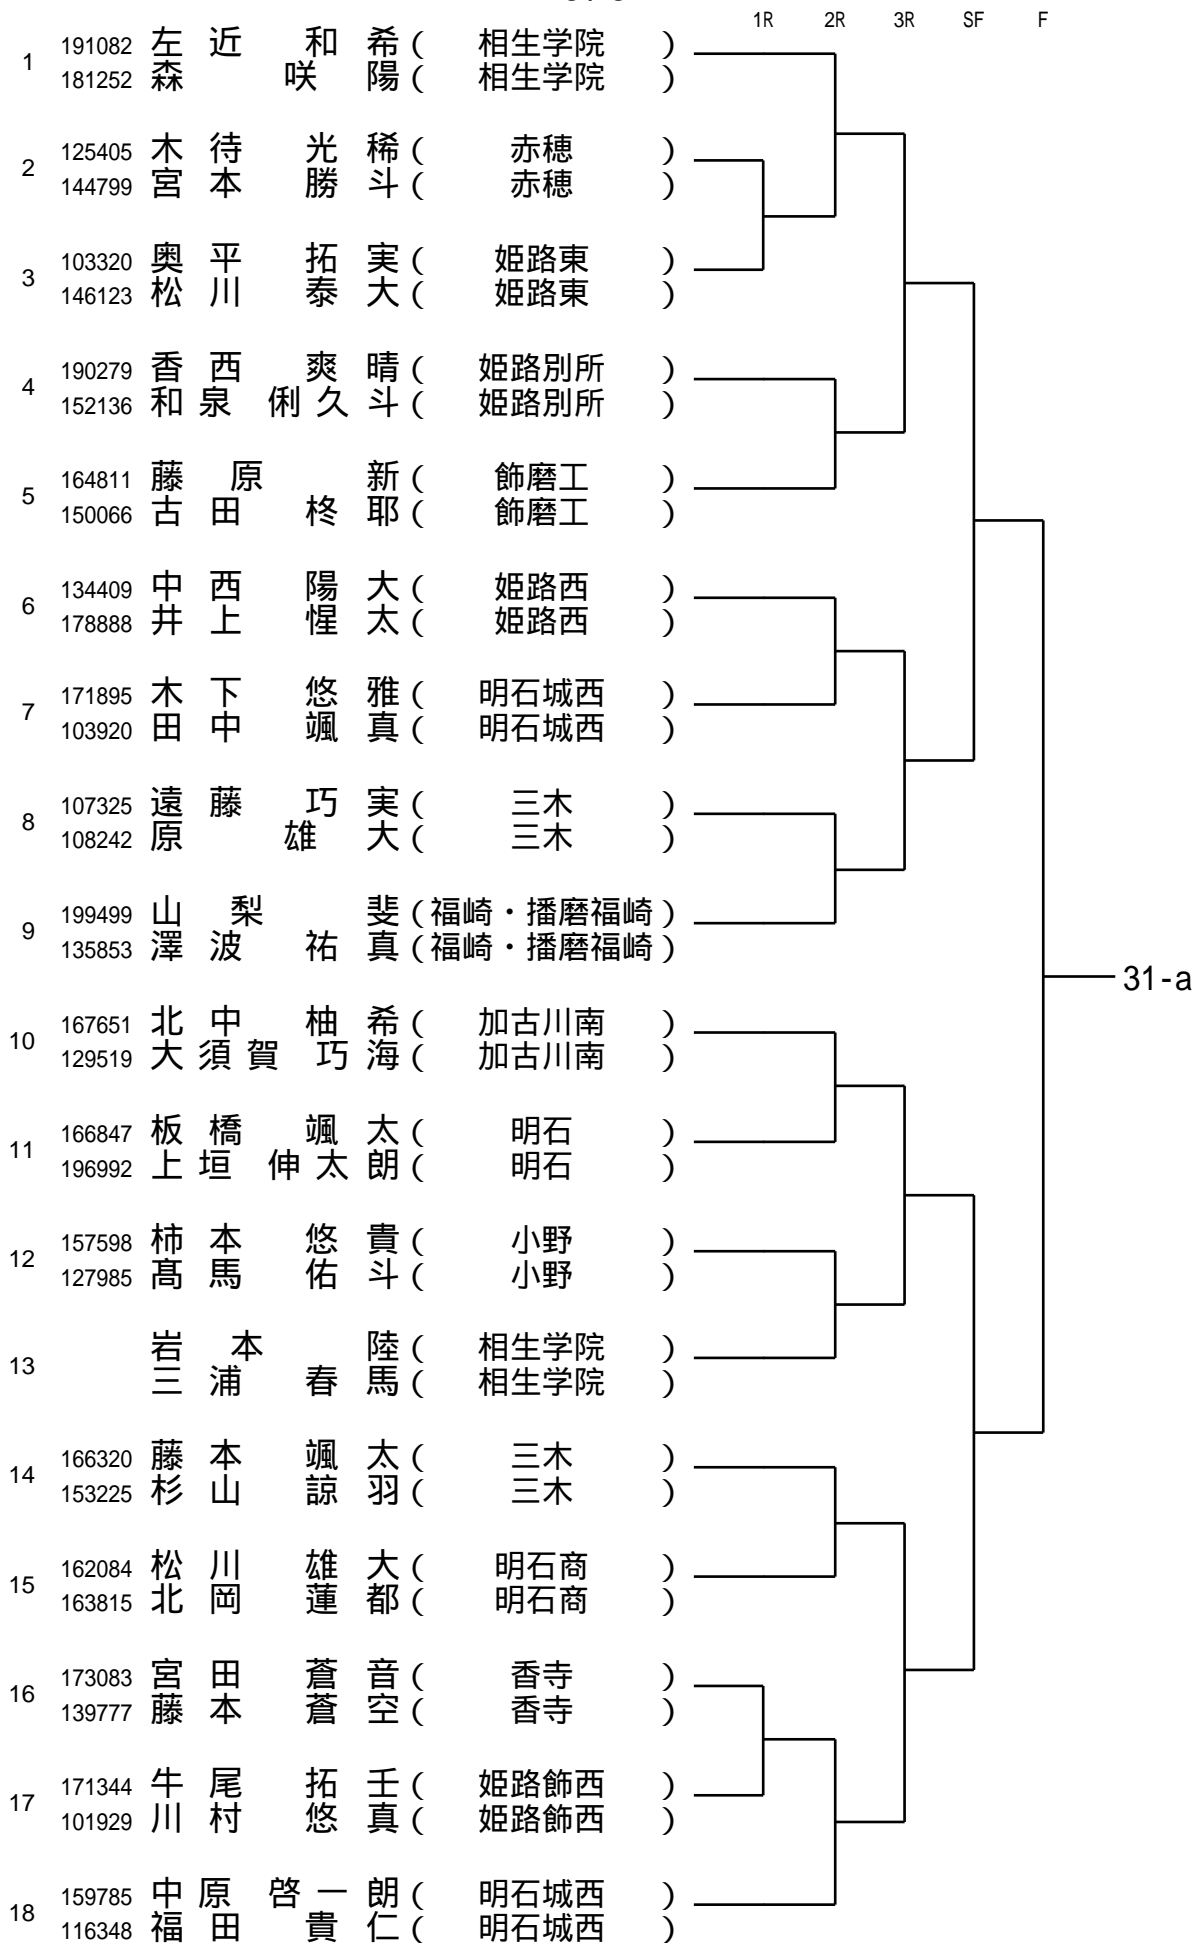 1R 2R 3R SF F
1 191082 左近 和希 ( 相生学院 )
181252 森 咲陽 ( 相生学院 )
2 125405 木待 光稀 ( 赤穂 )
144799 宮本 勝斗 ( 赤穂 )
3 103320 奥平 拓実 ( 姫路東 )
146123 松川 泰大 ( 姫路東 )
4 190279 香西 爽晴 ( 姫路別所 )
152136 和泉 俐久斗 ( 姫路別所 )
5 164811 藤原 新 ( 飾磨工 )
150066 古田 柊耶 ( 飾磨工 )
6 134409 中西 陽大 ( 姫路西 )
178888 井上 惺太 ( 姫路西 )
7 171895 木下 悠雅 ( 明石城西 )
103920 田中 颯真 ( 明石城西 )
8 107325 遠藤 巧実 ( 三木 )
108242 原 雄大 ( 三木 )
9 199499 山梨 斐 ( 福崎・播磨福崎 )
135853 澤波 祐真 ( 福崎・播磨福崎 )
31-a
10 167651 北中 柚希 ( 加古川南 )
129519 大須賀 巧海 ( 加古川南 )
11 166847 板橋 颯太 ( 明石 )
196992 上垣 伸太朗 ( 明石 )
12 157598 柿本 悠貴 ( 小野 )
127985 髙馬 佑斗 ( 小野 )
13 岩本 陸 ( 相生学院 )
三浦 春馬 ( 相生学院 )
14 166320 藤本 颯太 ( 三木 )
153225 杉山 諒羽 ( 三木 )
15 162084 松川 雄大 ( 明石商 )
163815 北岡 蓮都 ( 明石商 )
16 173083 宮田 蒼音 ( 香寺 )
139777 藤本 蒼空 ( 香寺 )
17 171344 牛尾 拓壬 ( 姫路飾西 )
101929 川村 悠真 ( 姫路飾西 )
18 159785 中原 啓一朗 ( 明石城西 )
116348 福田 貴仁 ( 明石城西 )